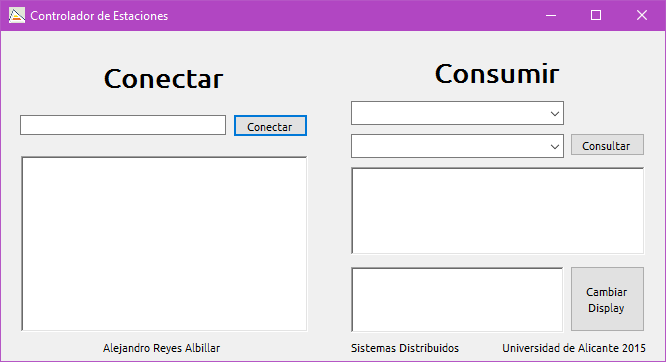 Controlador de Estaciones
Conectar
Conectar
Consumir
Consultar
Cambiar
Display
Alejandro Reyes Albillar
Sistemas Distribuidos
Universidad de Alicante 2015